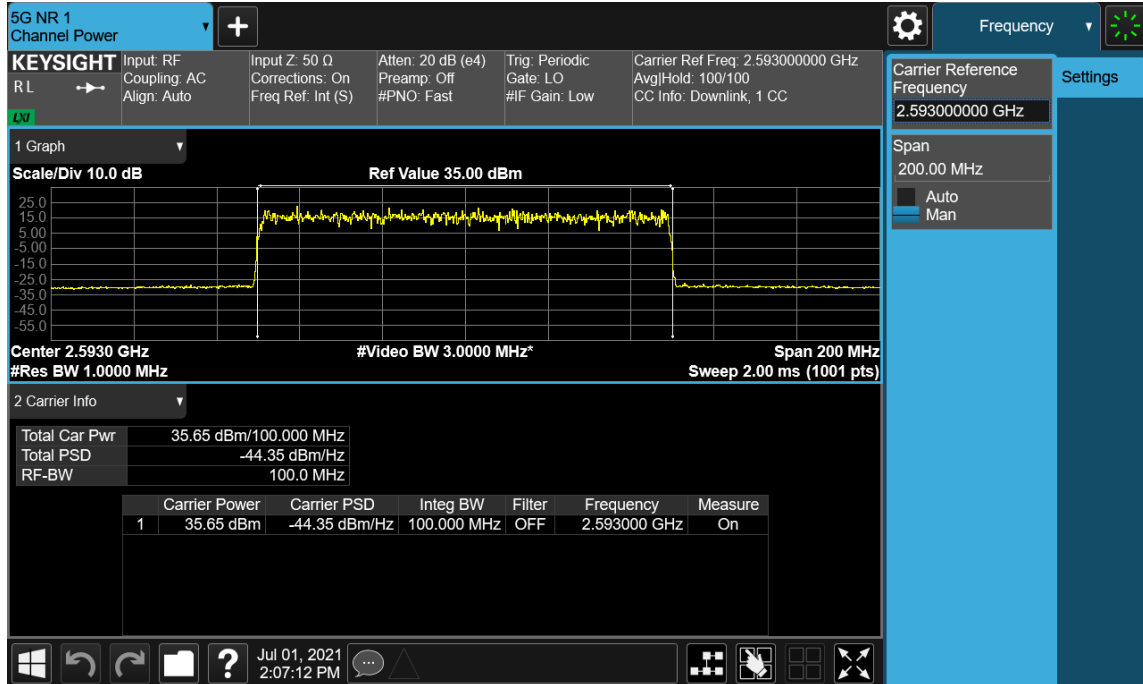 5G NR 1
Channel Power
+
Frequency
KEYSIGHT
R L
LXI
Input: RF
Coupling: AC
Align: Auto
Input Z: 50 Ω
Corrections: On
Freq Ref: Int (S)
Atten: 20 dB (e4)
Preamp: Off
#PNO: Fast
Trig: Periodic
Gate: LO
#IF Gain: Low
Carrier Ref Freq: 2.593000000 GHz
Avg|Hold: 100/100
CC Info: Downlink, 1 CC
Carrier Reference
Frequency
2.593000000 GHz
Settings
Span
200.00 MHz
Auto
Man
1 Graph
Scale/Div 10.0 dB
Ref Value 35.00 dBm
25.0
15.0
5.00
-5.00
-15.0
-25.0
-35.0
-45.0
-55.0
Center 2.5930 GHz
#Video BW 3.0000 MHz*
Span 200 MHz
#Res BW 1.0000 MHz
Sweep 2.00 ms (1001 pts)
2 Carrier Info
Total Car Pwr 35.65 dBm/100.000 MHz
Total PSD -44.35 dBm/Hz
RF-BW 100.0 MHz
Carrier Power Carrier PSD Integ BW Filter Frequency Measure
1 35.65 dBm -44.35 dBm/Hz 100.000 MHz OFF 2.593000 GHz On
?
Jul 01, 2021
2:07:12 PM